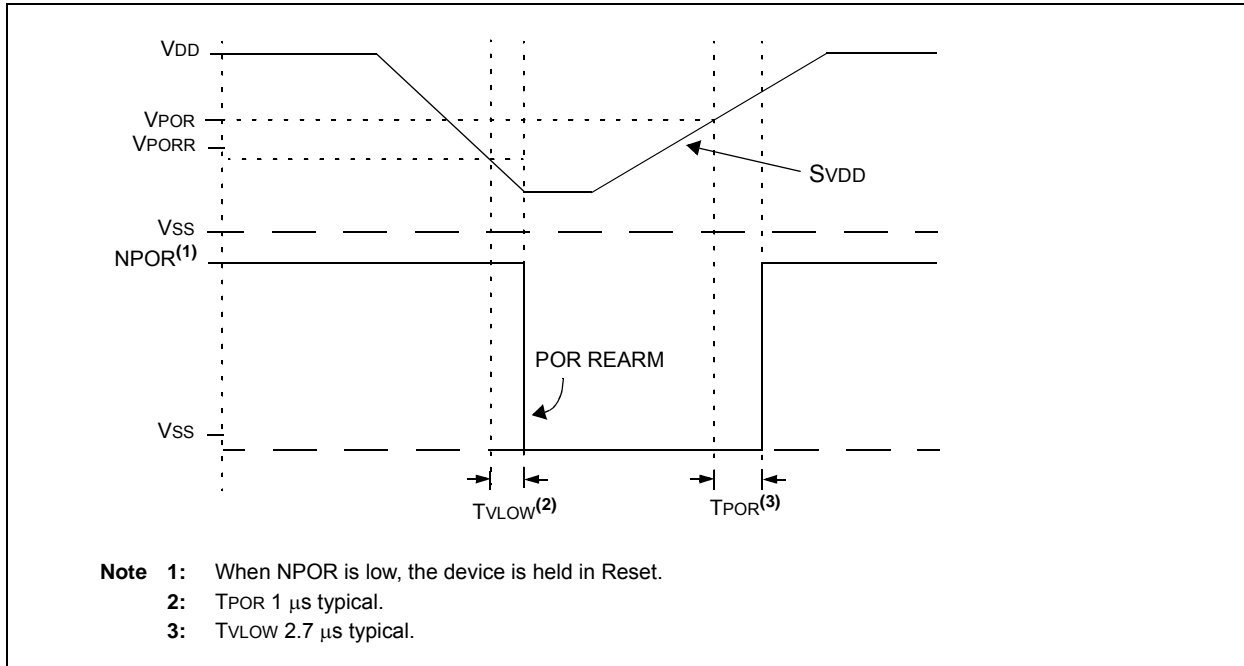 VDD
VPOR
VPORR
SVDD
VSS
NPOR(1)
POR REARM
VSS
TVLOW(2)
TPOR(3)
Note 1: When NPOR is low, the device is held in Reset.
2: TPOR 1 μs typical.
3: TVLOW 2.7 μs typical.